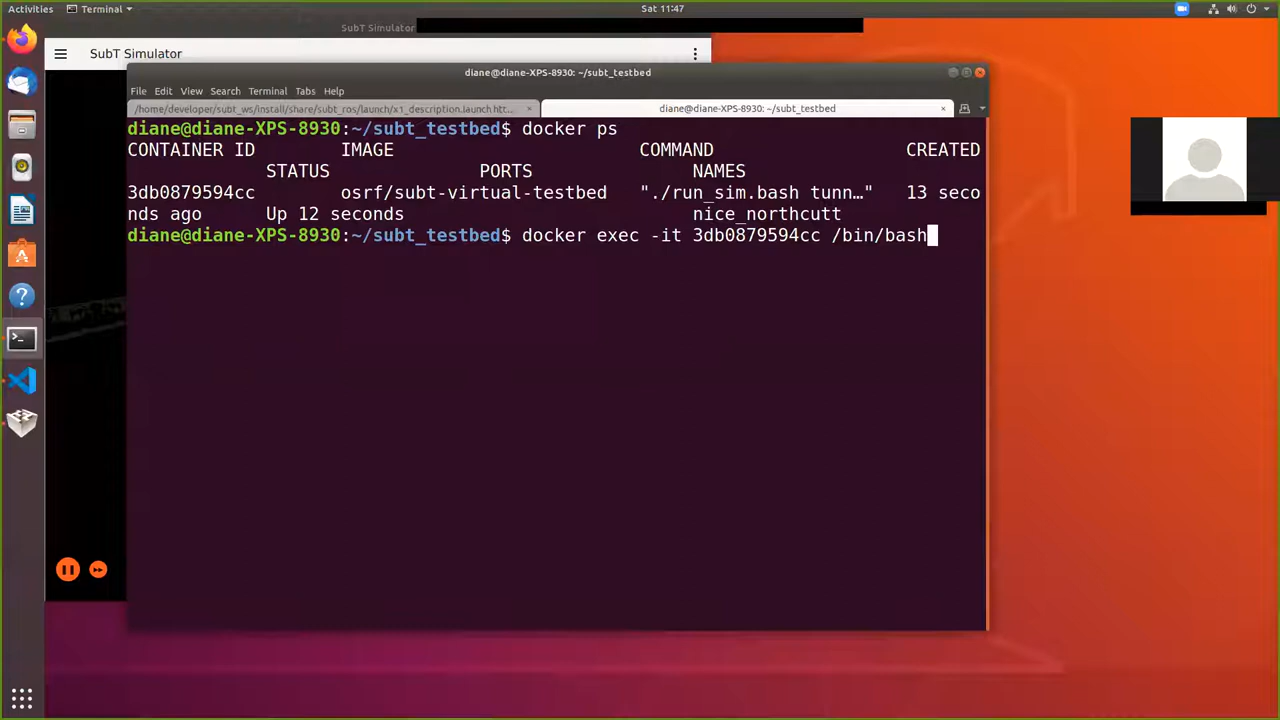 Activities
Terminal
Sat 11:47
SubT Simulator
SubT Simulator
diane@diane-XPS-8930: ~/subt_testbed
File Edit View Search Terminal Tabs Help
/home/developer/subt_ws/install/share/subt_ros/launch/x1_description.launch.htt...
diane@diane-XPS-8930: ~/subt_testbed
diane@diane-XPS-8930:~/subt_testbed$ docker ps
CONTAINER ID IMAGE COMMAND CREATED
STATUS PORTS NAMES
3db0879594cc osrf/subt-virtual-testbed "./run_sim.bash tunn…" 13 seco
nds ago Up 12 seconds nice_northcutt
diane@diane-XPS-8930:~/subt_testbed$ docker exec -it 3db0879594cc /bin/bash